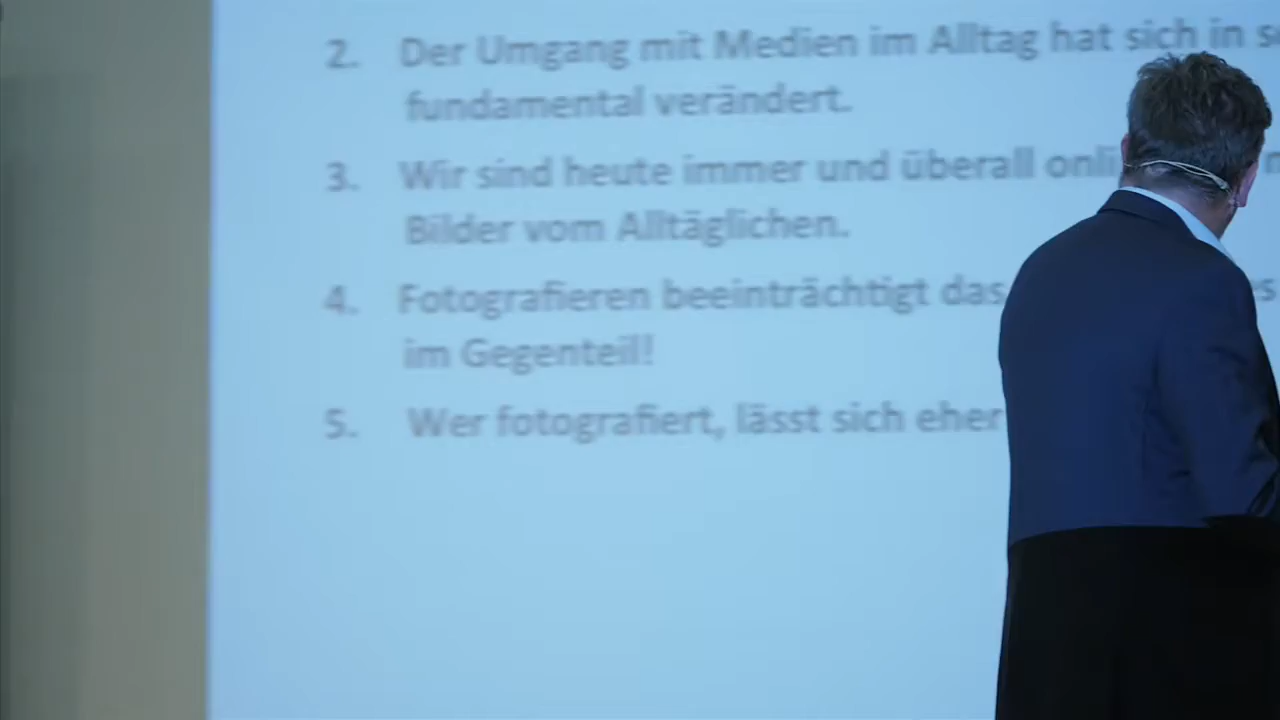 2. Der Umgang mit Medien im Alltag hat sich in
fundamental verändert.
3. Wir sind heute immer und überall
Bilder vom Alltäglichen.
4. Fotografieren beeinträchtigt das
im Gegenteil!
5. Wer fotografiert, lässt sich eher